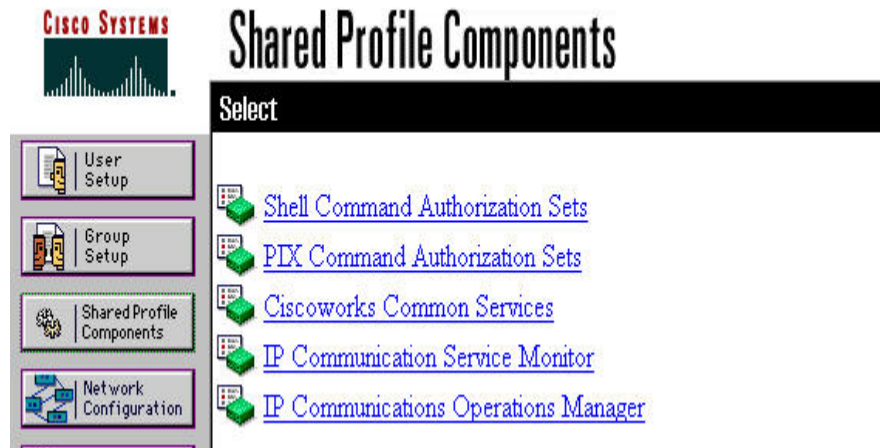 CISCO SYSTEMS
Shared Profile Components
Select
User
Setup
Group
Setup
Shared Profile
Components
Network
Configuration
Shell Command Authorization Sets
PIX Command Authorization Sets
Ciscoworks Common Services
IP Communication Service Monitor
IP Communications Operations Manager